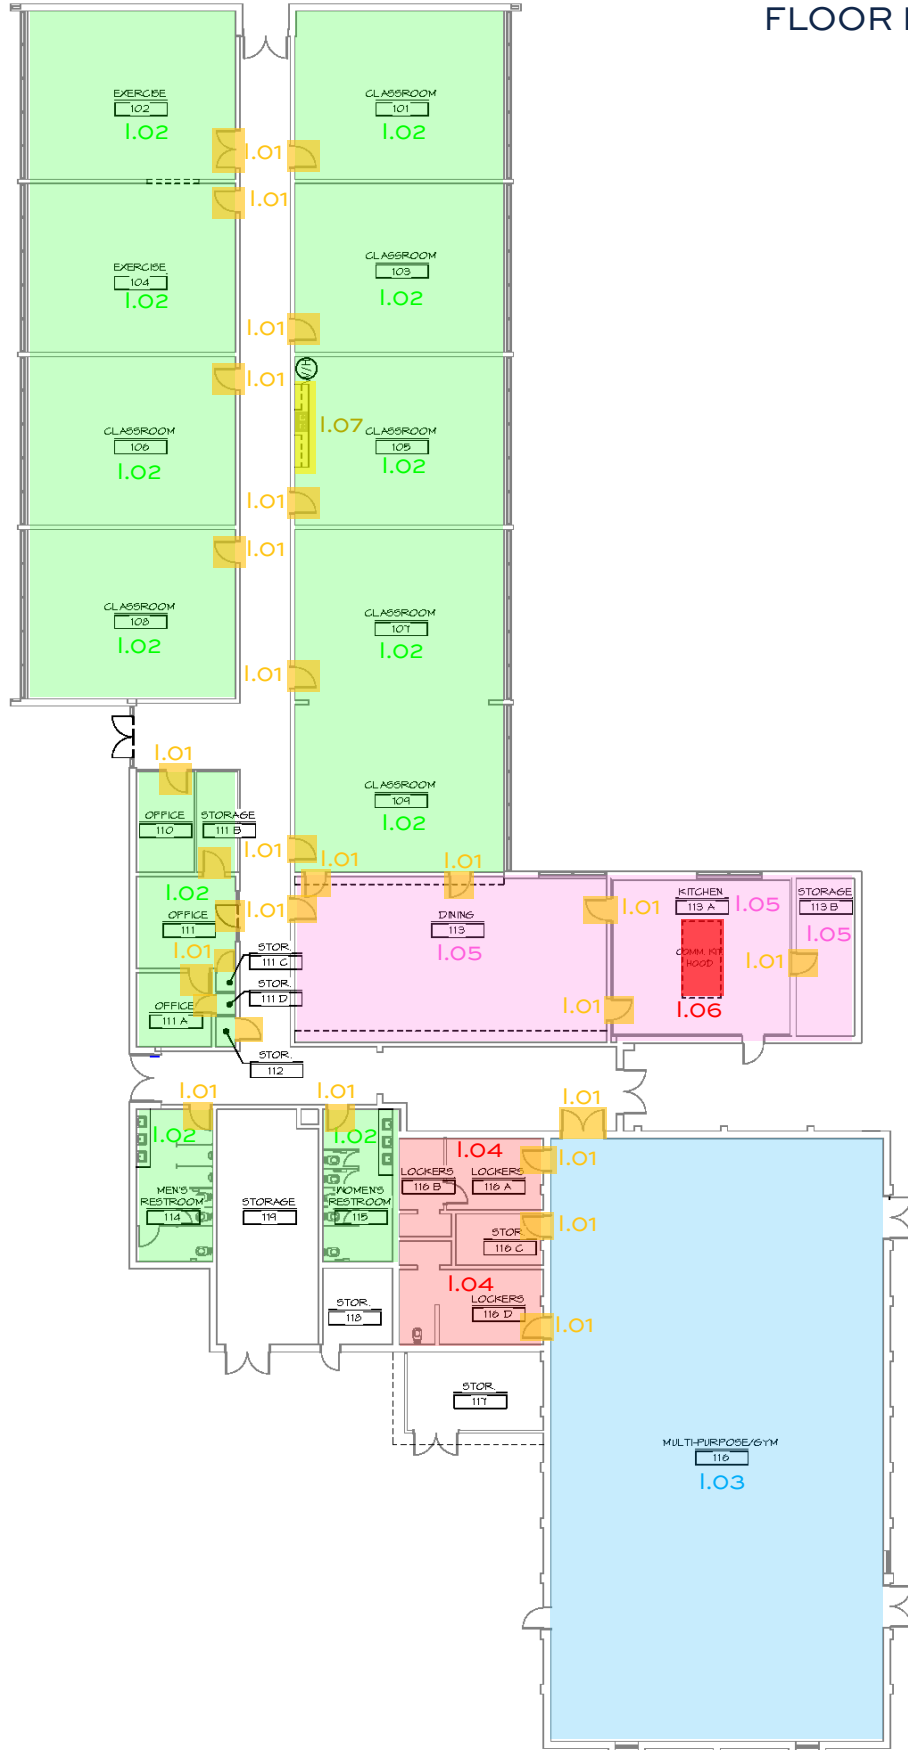 FLOOR
EXERCISE
102
1.02
CLASSROOM
101
1.02
1.01
1.01
EXERCISE
104
1.02
CLASSROOM
103
1.02
1.01
1.01
H/A
1.07
CLASSROOM
106
1.02
CLASSROOM
105
1.02
1.01
1.01
CLASSROOM
108
1.02
CLASSROOM
107
1.02
1.01
1.01
OFFICE
110
STORAGE
111 B
CLASSROOM
109
1.02
1.01
1.01
1.01
1.02
OFFICE
111
1.01
DINING
113
1.05
1.01
KITCHEN
113 A
1.05
STORAGE
113 B
1.05
1.01
STOR.
111 C
STOR.
111 D
COMM. KIT.
HOOD
1.06
1.01
1.01
OFFICE
111 A
STOR.
112
1.01
1.01
1.01
1.02
1.02
1.04
1.01
MEN'S
RESTROOM
114
STORAGE
119
WOMEN'S
RESTROOM
115
LOCKERS
116 B
LOCKERS
116 A
STOR.
116 C
1.01
1.04
LOCKERS
116 D
1.01
STOR.
118
STOR.
117
MULTI-PURPOSE/GYM
116
1.03